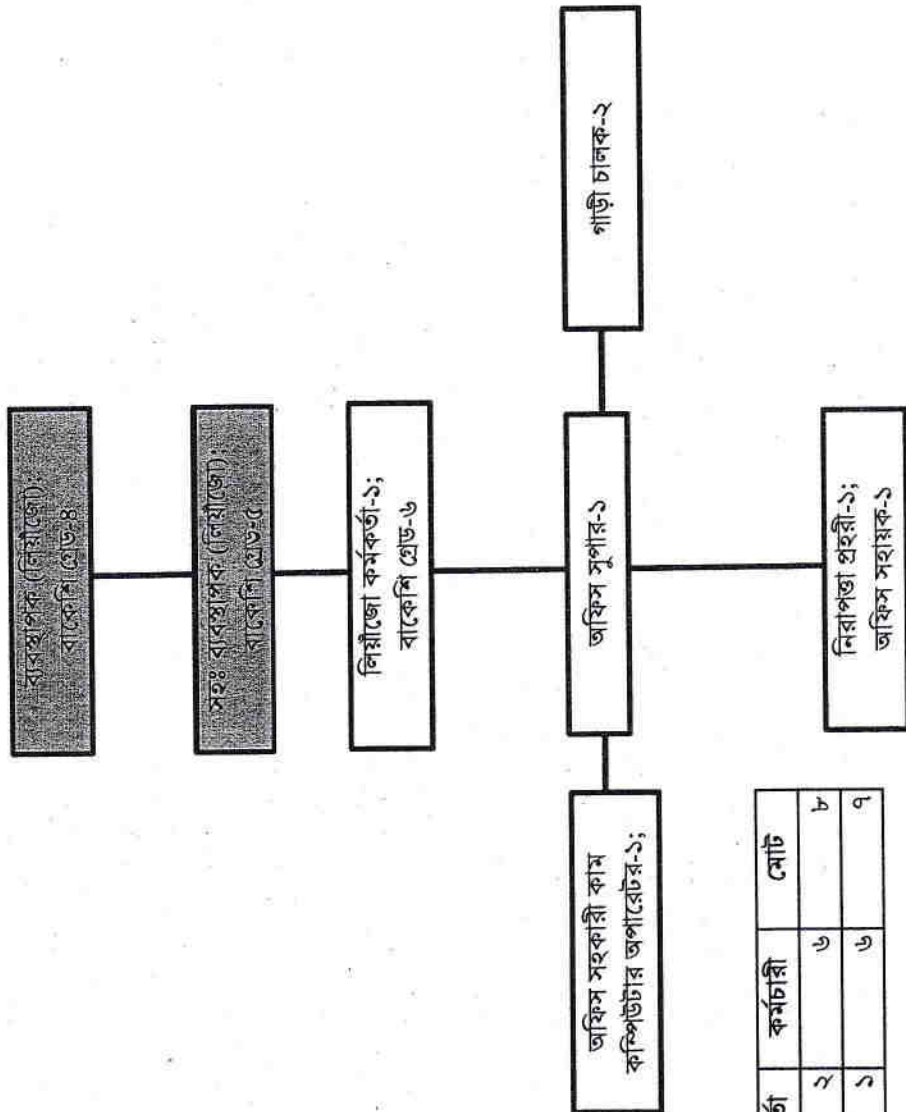 ব্যবস্থাপক (লিয়াঁজো);
বাকেশি গ্রেড-৪
সহঃ ব্যবস্থাপক (লিয়াঁজো);
বাকেশি গ্রেড-৫
লিয়াঁজো কর্মকর্তা-১;
বাকেশি গ্রেড-৬
অফিস সহকারী কাম
কম্পিউটার অপারেটর-১;
অফিস সুপার-১
গাড়ী চালক-২
নিরাপত্তা প্রহরী-১;
অফিস সহায়ক-১
কর্মচারী মোট
২ ৬ ৮
১ ৬ ৭